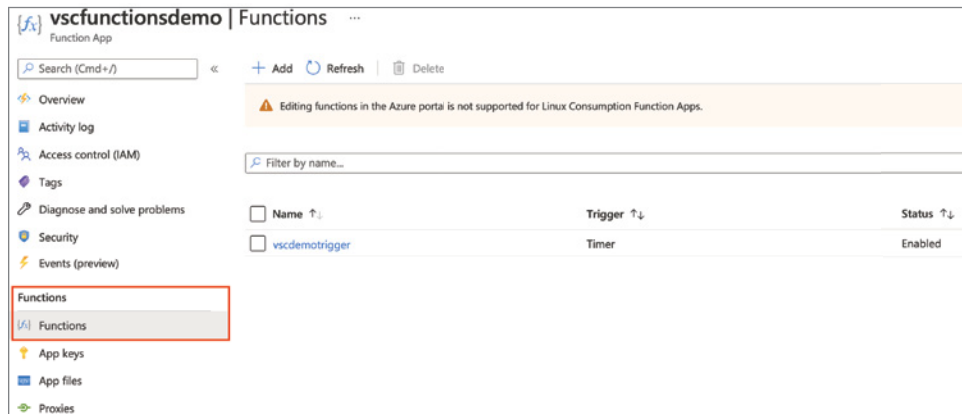 {fx} vscfunctionsdemo | Functions ...
Function App
Search (Cmd+/) «
Overview
Activity log
Access control (IAM)
Tags
Diagnose and solve problems
Security
Events (preview)
Functions
{fx} Functions
App keys
App files
Proxies
+ Add Refresh Delete
Editing functions in the Azure portal is not supported for Linux Consumption Function Apps.
Filter by name...
Name ↑↓ Trigger ↑↓ Status ↑↓
vscdemotrigger Timer Enabled